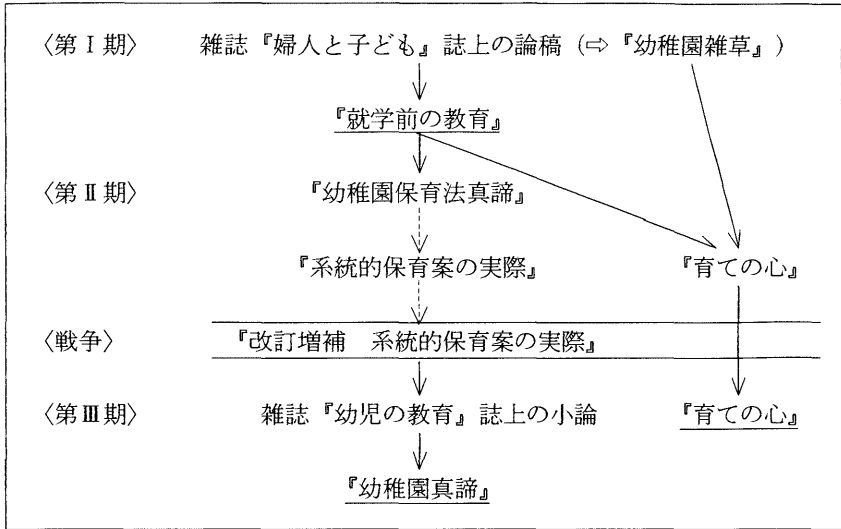 〈第Ⅰ期〉 雑誌『婦人と子ども』誌上の論稿（⇨『幼稚園雑草』）
『就学前の教育』
〈第Ⅱ期〉 『幼稚園保育法真諦』
『系統的保育案の実際』 『育ての心』
〈戦争〉 『改訂増補　系統的保育案の実際』
〈第Ⅲ期〉 雑誌『幼児の教育』誌上の小論 『育ての心』
『幼稚園真諦』